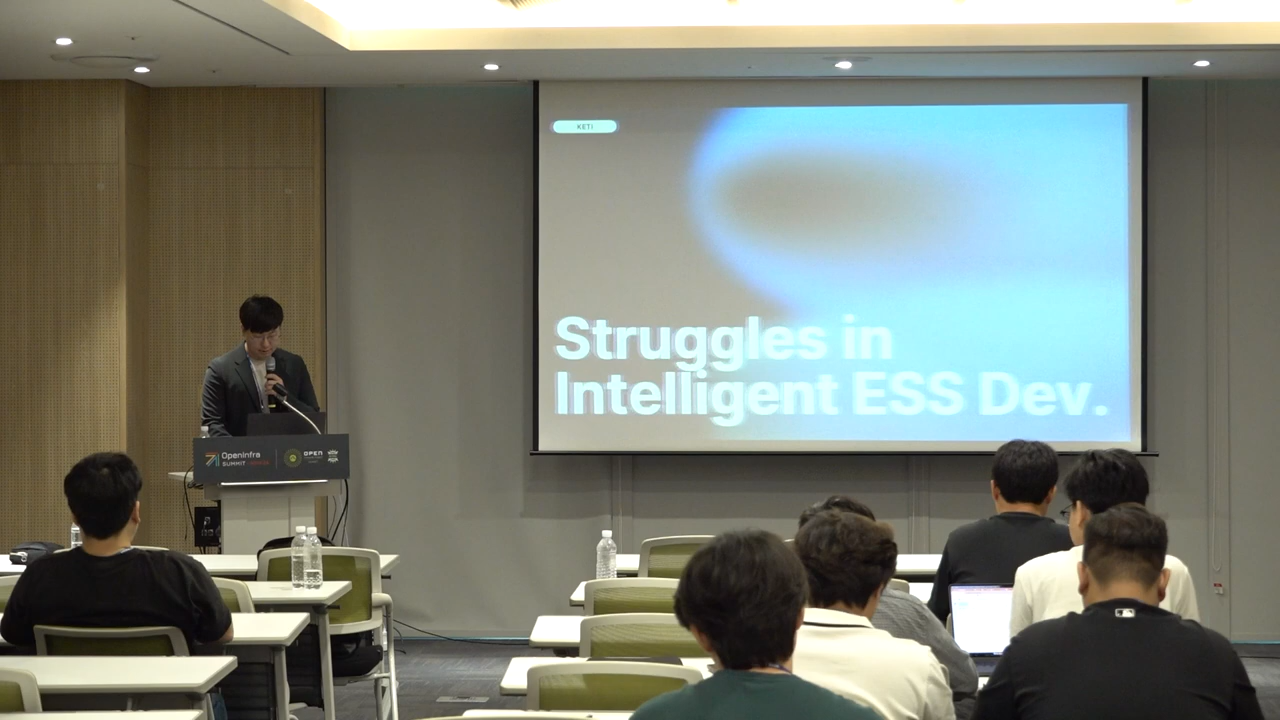 KETI
Struggles in
Intelligent ESS Dev.
OpenInfra
SUMMIT
OPEN